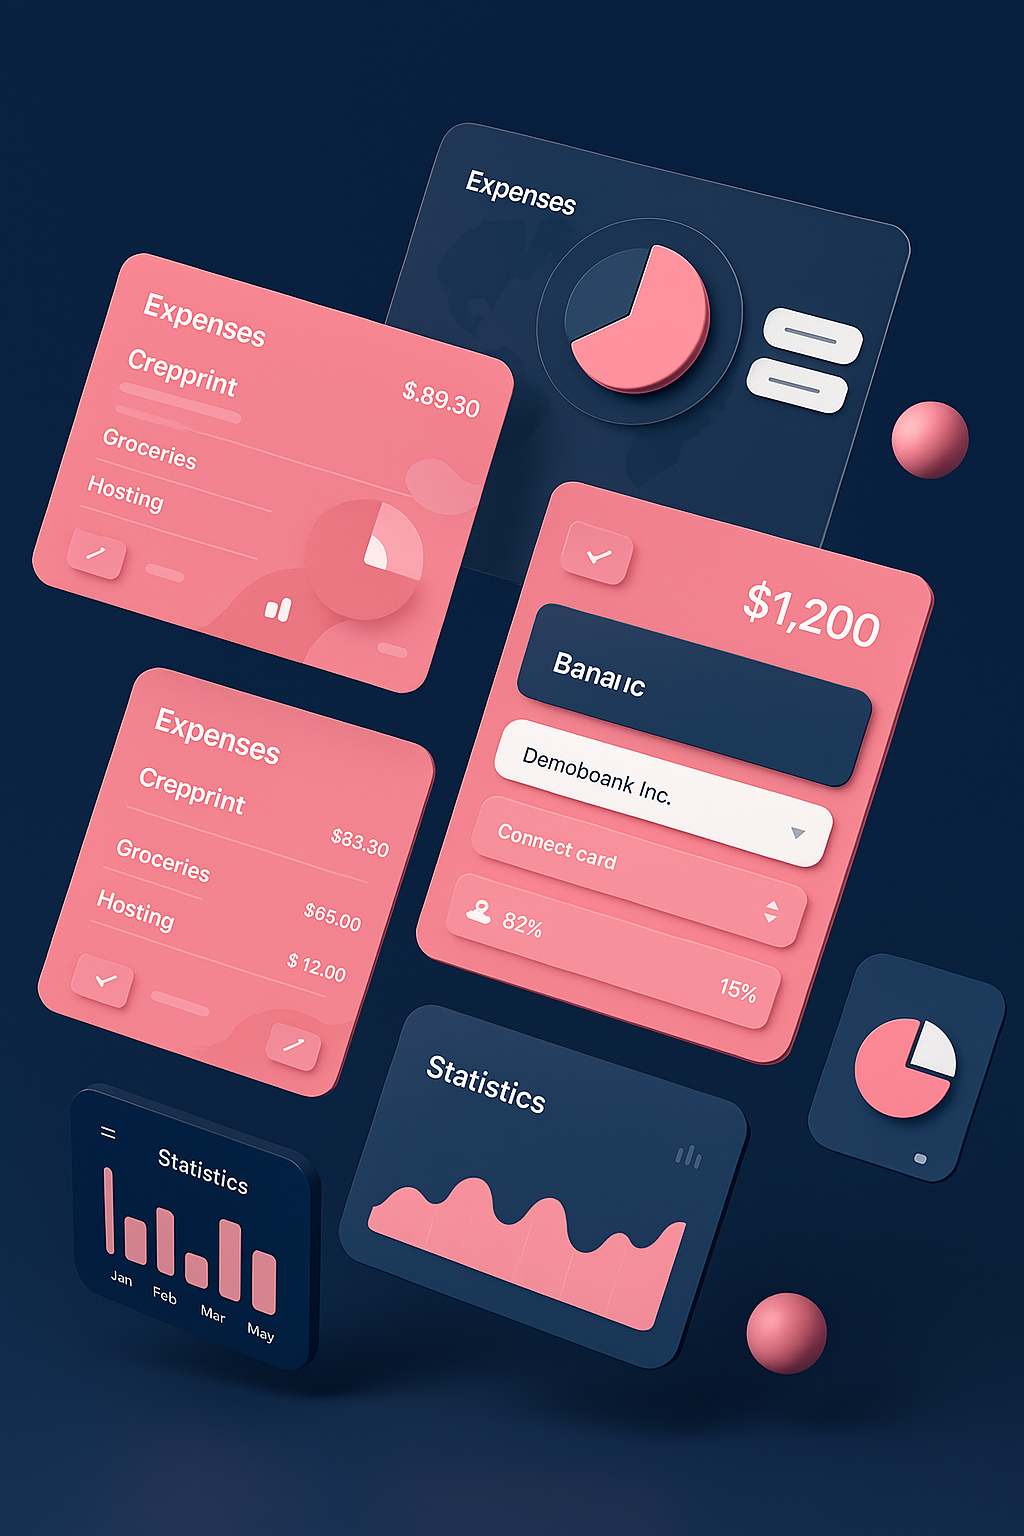 Expenses
Expenses
Crepprint
$.89.30
Groceries
Hosting
$1,200
Banauc
Demoboank Inc.
Connect card
82%
15%
Expenses
Crepprint
$83.30
Groceries
$65.00
Hosting
$ 12.00
Statistics
Statistics
Jan Feb Mar May